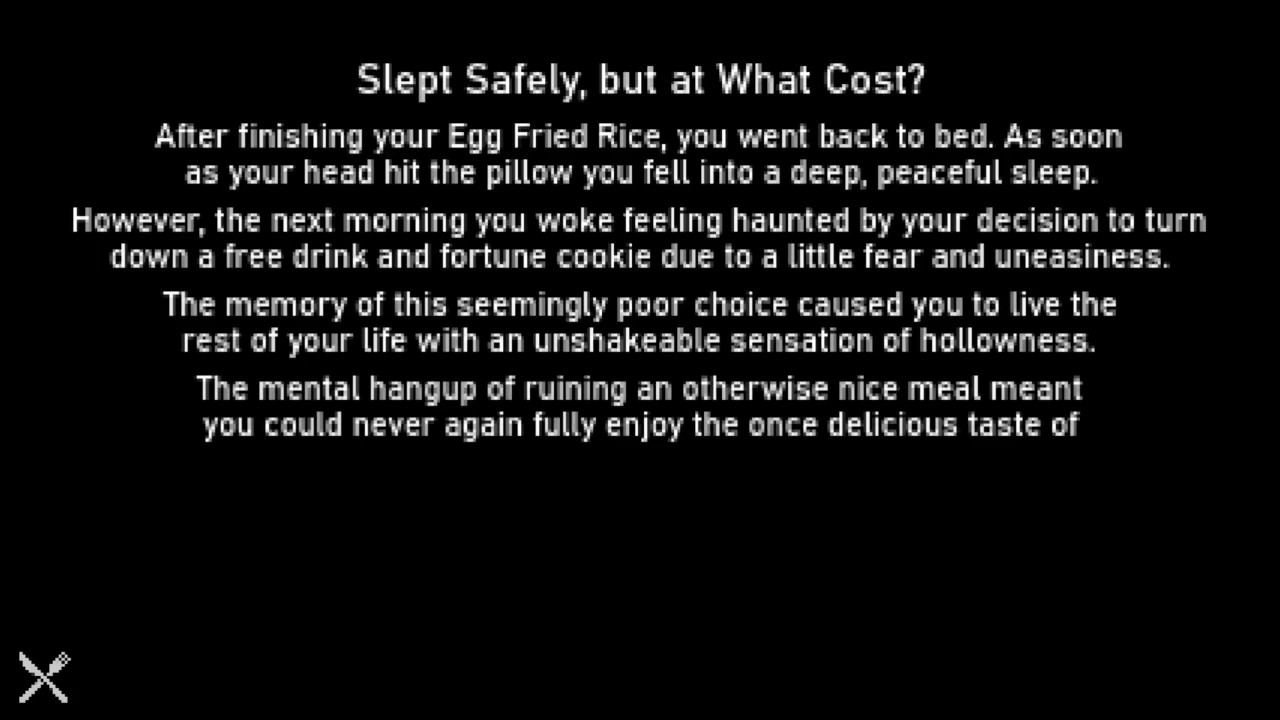 Slept Safely, but at What Cost?
After finishing your Egg Fried Rice, you went back to bed. As soon
as your head hit the pillow you fell into a deep, peaceful sleep.
However, the next morning you woke feeling haunted by your decision to turn
down a free drink and fortune cookie due to a little fear and uneasiness.
The memory of this seemingly poor choice caused you to live the
rest of your life with an unshakeable sensation of hollowness.
The mental hangup of ruining an otherwise nice meal meant
you could never again fully enjoy the once delicious taste of